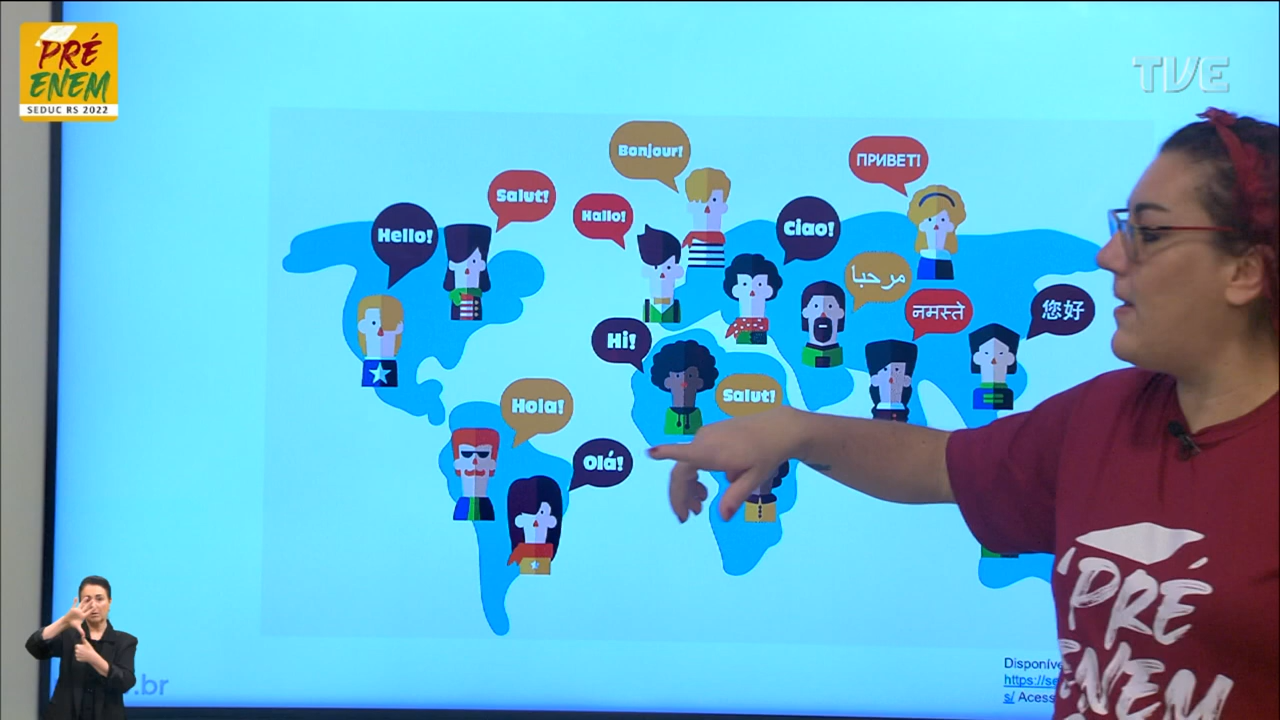 PRÉ
ENEM
SEDUC RS 2022
TVE
Bonjour!
ПРИВЕТ!
Salut!
Hallo!
Hello!
Ciao!
مرحبا
नमस्ते
您好
Hi!
Salut!
Hola!
Olá!
PRÉ
ENEM
.br
Disponíve
https://se
s/ Acess